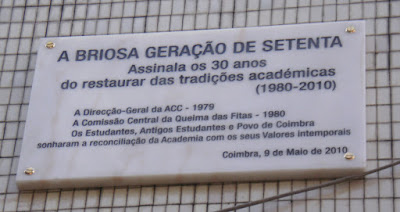 A BRIOSA GERAÇÃO DE SETENTA
Assinala os 30 anos
do restaurar das tradições académicas
(1980-2010)
A Direcção-Geral da ACC - 1979
A Comissão Central da Queima das Fitas - 1980
Os Estudantes, Antigos Estudantes e Povo de Coimbra
sonharam a reconciliação da Academia com os seus Valores intemporais
Coimbra, 9 de Maio de 2010